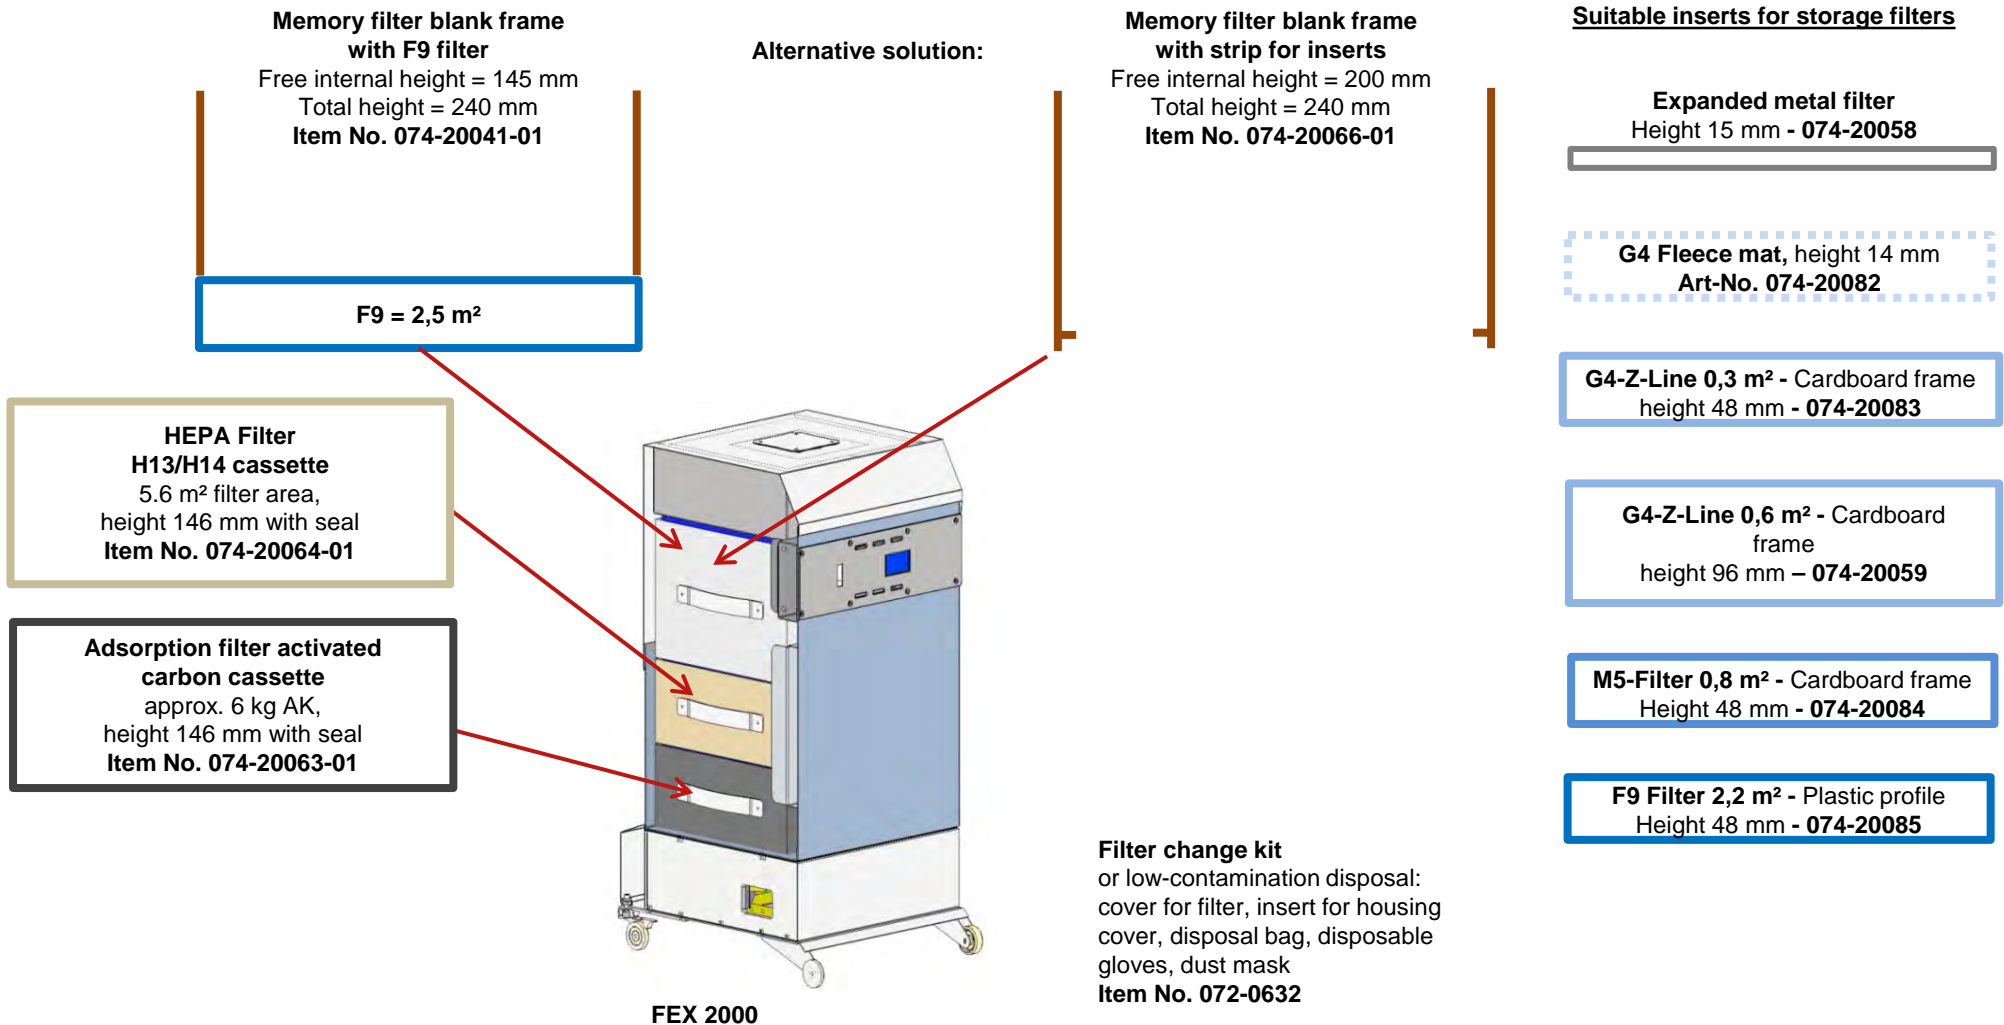 Memory filter blank frame
with F9 filter
Free internal height = 145 mm
Total height = 240 mm
Item No. 074-20041-01
F9 = 2,5 m²
Alternative solution:
Memory filter blank frame
with strip for inserts
Free internal height = 200 mm
Total height = 240 mm
Item No. 074-20066-01
Suitable inserts for storage filters
Expanded metal filter
Height 15 mm - 074-20058
G4 Fleece mat, height 14 mm
Art-No. 074-20082
G4-Z-Line 0,3 m² - Cardboard frame
height 48 mm - 074-20083
G4-Z-Line 0,6 m² - Cardboard
frame
height 96 mm – 074-20059
M5-Filter 0,8 m² - Cardboard frame
Height 48 mm - 074-20084
F9 Filter 2,2 m² - Plastic profile
Height 48 mm - 074-20085
HEPA Filter
H13/H14 cassette
5.6 m² filter area,
height 146 mm with seal
Item No. 074-20064-01
Adsorption filter activated
carbon cassette
approx. 6 kg AK,
height 146 mm with seal
Item No. 074-20063-01
Filter change kit
or low-contamination disposal:
cover for filter, insert for housing
cover, disposal bag, disposable
gloves, dust mask
Item No. 072-0632
FEX 2000